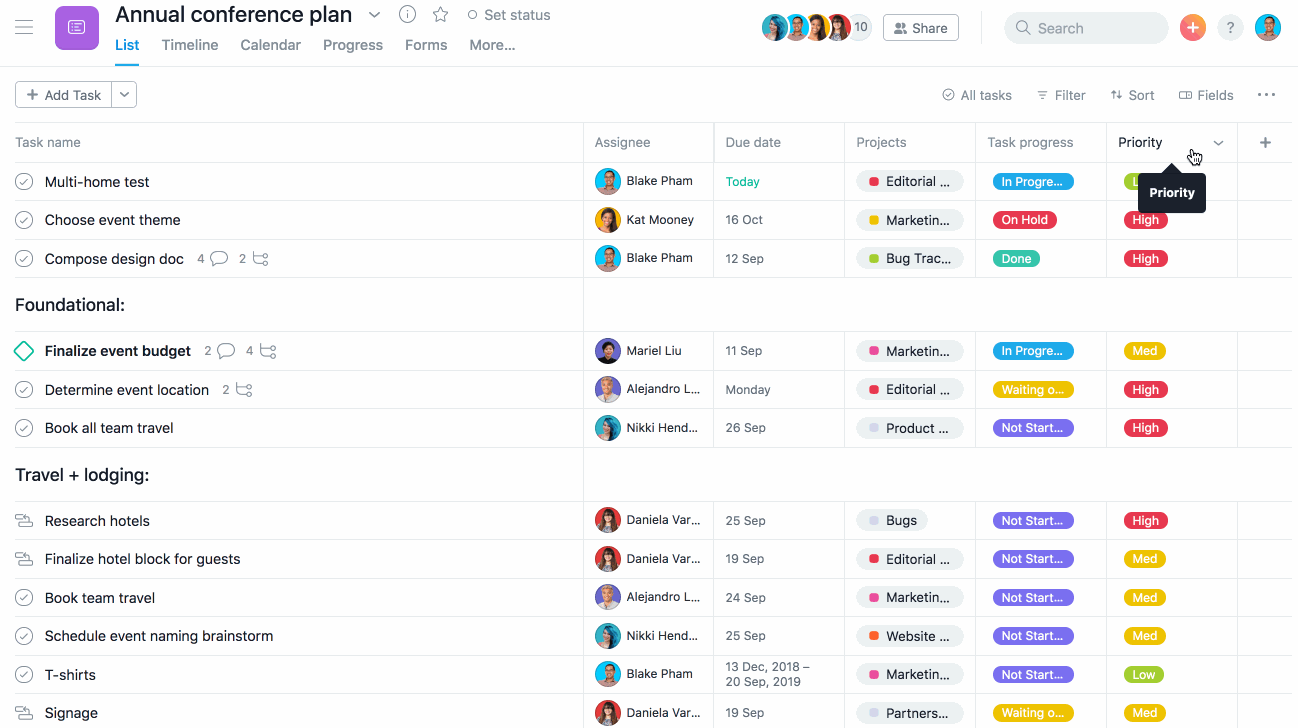 Annual conference plan
Set status
List Timeline Calendar Progress Forms More...
10
Share
Search
?
Add Task
All tasks Filter Sort Fields
Task name Assignee Due date Projects Task progress Priority
Multi-home test Blake Pham Today Editorial ... In Progre...
Priority
Choose event theme Kat Mooney 16 Oct Marketin... On Hold High
Compose design doc 4 2 Blake Pham 12 Sep Bug Trac... Done High
Foundational:
Finalize event budget 2 4 Mariel Liu 11 Sep Marketin... In Progre... Med
Determine event location 2 Alejandro L... Monday Editorial ... Waiting o... High
Book all team travel Nikki Hend... 26 Sep Product ... Not Start... High
Travel + lodging:
Research hotels Daniela Var... 25 Sep Bugs Not Start... High
Finalize hotel block for guests Daniela Var... 19 Sep Editorial ... Not Start... Med
Book team travel Alejandro L... 24 Sep Marketin... Not Start... Med
Schedule event naming brainstorm Nikki Hend... 25 Sep Website ... Not Start... Med
T-shirts Blake Pham 13 Dec, 2018 – 20 Sep, 2019 Marketin... Not Start... Low
Signage Daniela Var... 19 Sep Partners... Waiting o... Med